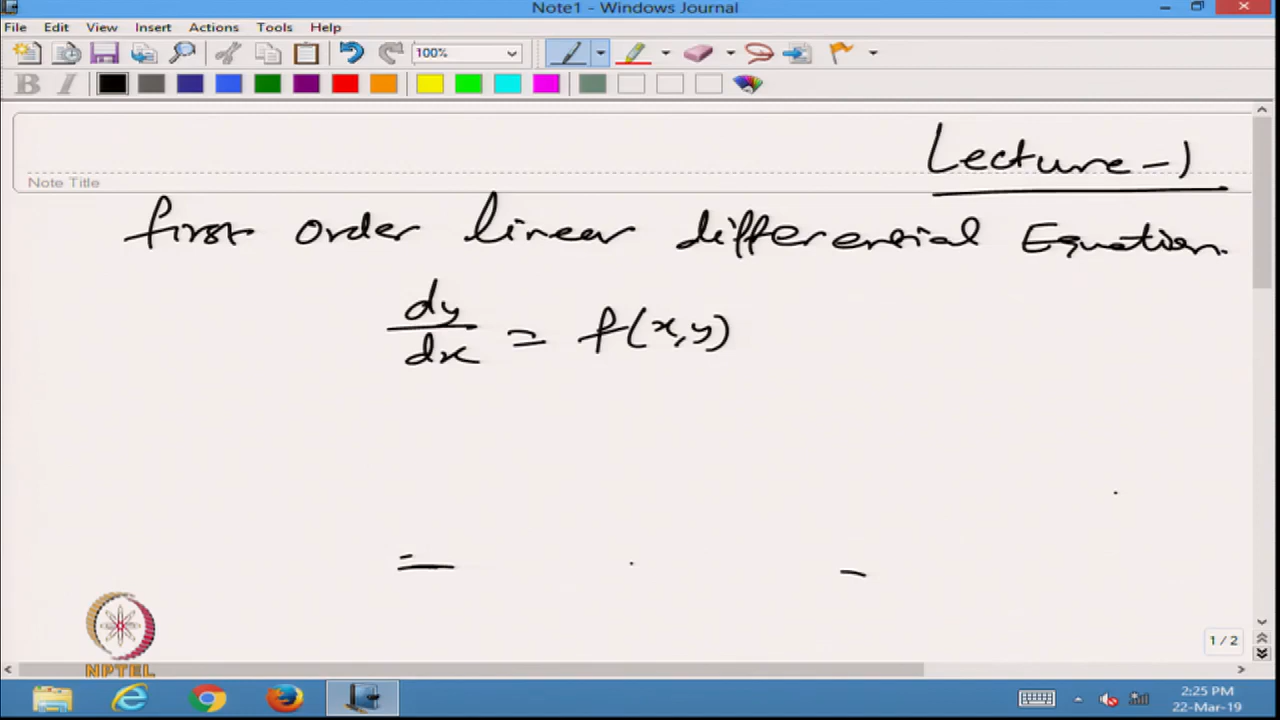 Note1 - Windows Journal
File Edit View Insert Actions Tools Help
100%
B I
Lecture-1
Note Title
first order linear differential Equation.
dy/dx = f(x,y)
NPTEL
1 / 2
2:25 PM
22-Mar-19